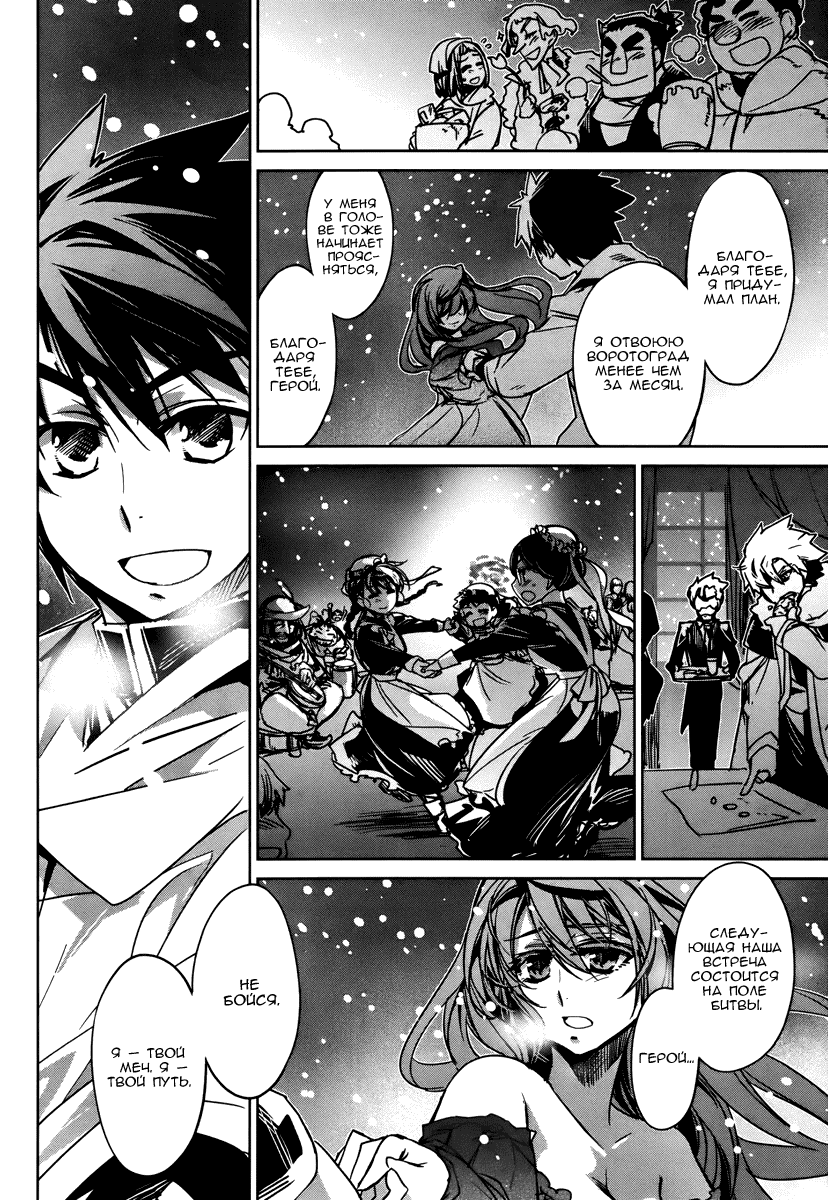 БЛАГО-
ДАРЯ ТЕБЕ,
Я ПРИДУ-
МАЛ ПЛАН.
Я ОТВОЮЮ
ВОРОТОГРАД
МЕНЕЕ ЧЕМ
ЗА МЕСЯЦ.
У МЕНЯ
В ГОЛО-
ВЕ ТОЖЕ
НАЧИНАЕТ
ПРОЯС-
НЯТЬСЯ,
БЛАГО-
ДАРЯ
ТЕБЕ,
ГЕРОЙ.
СЛЕДУ-
ЮЩАЯ НАША
ВСТРЕЧА
СОСТОИТСЯ
НА ПОЛЕ
БИТВЫ.
ГЕРОЙ...
НЕ
БОЙСЯ.
Я – ТВОЙ
МЕЧ. Я –
ТВОЙ ПУТЬ.